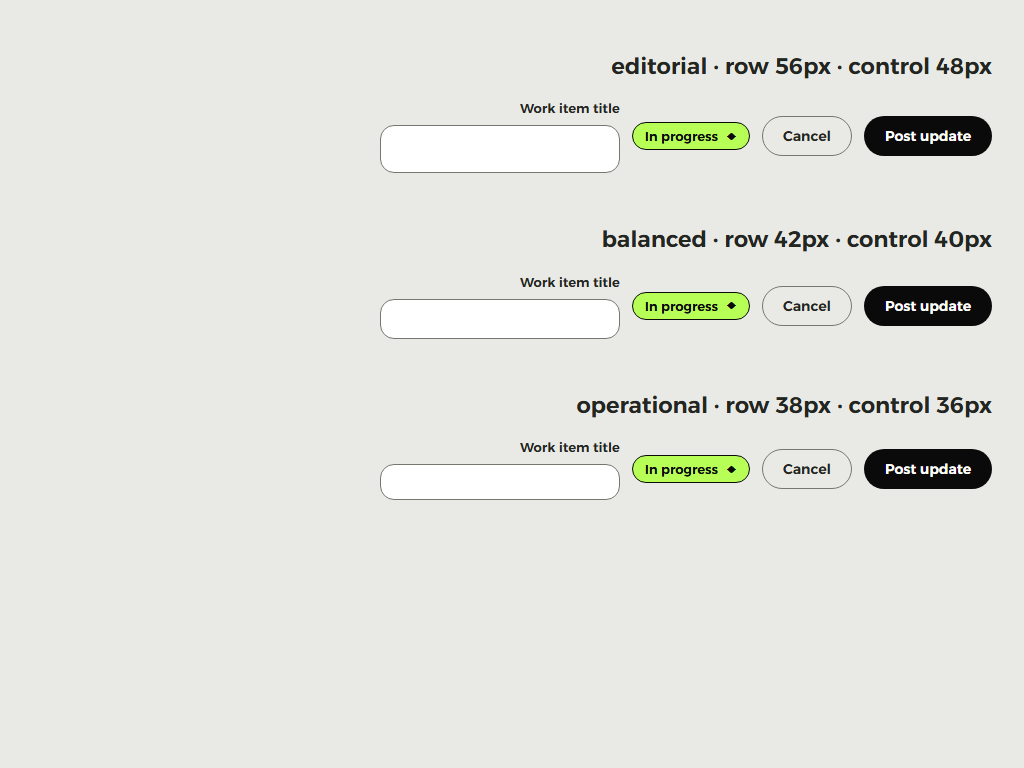 editorial · row 56px · control 48px
Work item title
In progress
Cancel
Post update
balanced · row 42px · control 40px
Work item title
In progress
Cancel
Post update
operational · row 38px · control 36px
Work item title
In progress
Cancel
Post update